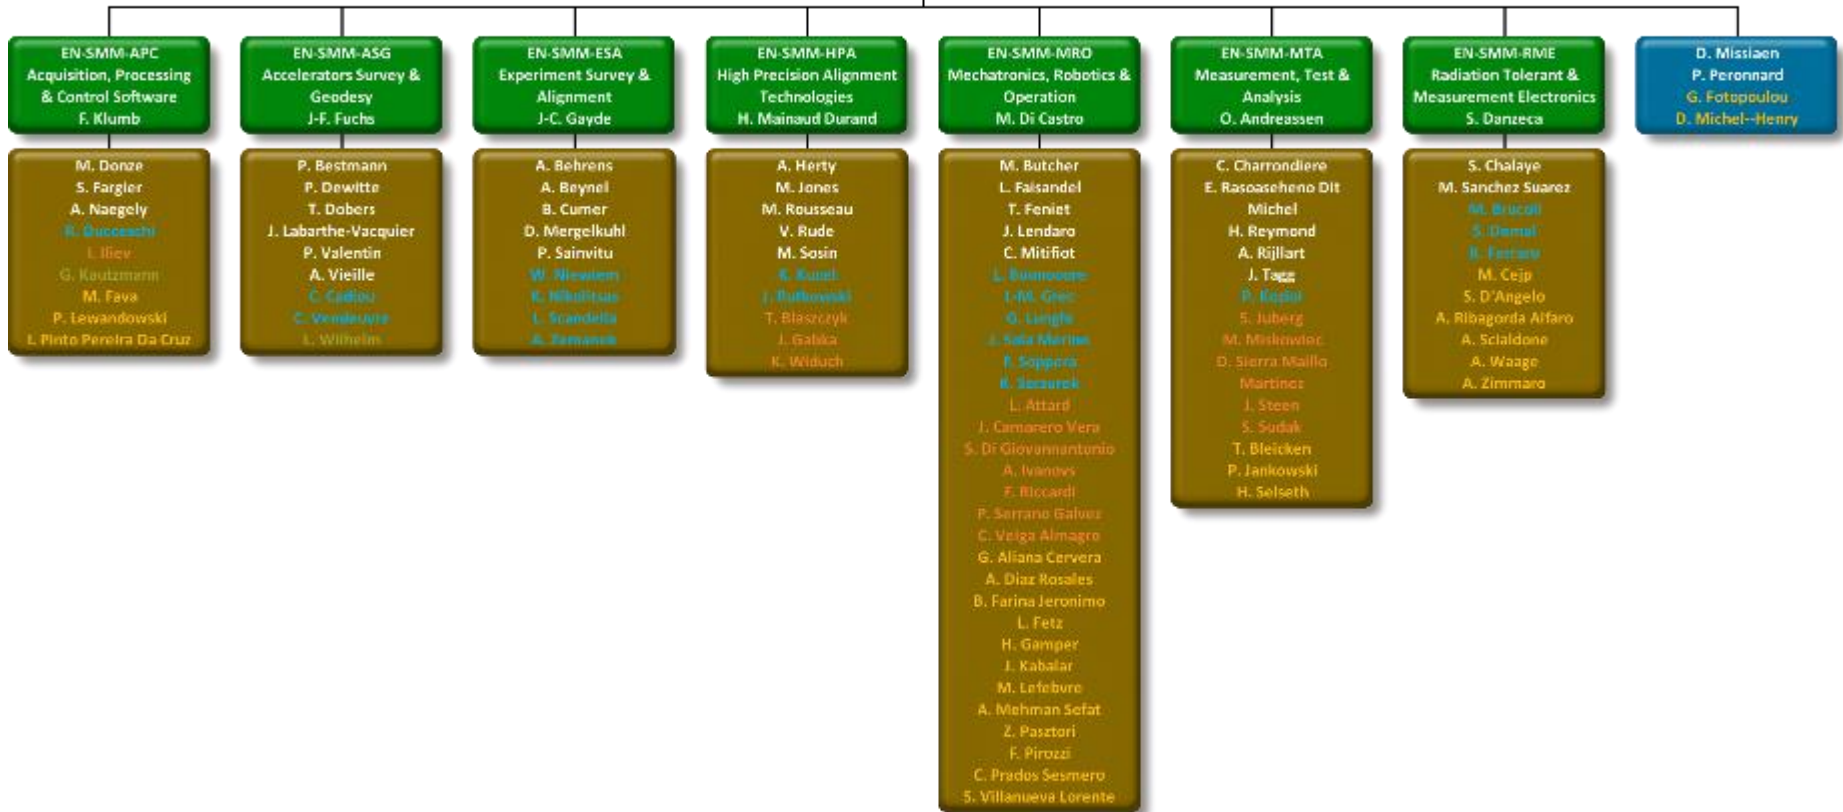 EN-SMM-APC
Acquisition, Processing
& Control Software
F. Klumb
M. Donze
S. Fargier
A. Naegely
I. Iliev
G. Kautzmann
M. Fava
P. Lewandowski
I. Pinto Pereira Da Cruz
EN-SMM-ASG
Accelerators Survey &
Geodesy
J-F. Fuchs
P. Bestmann
P. Dewitte
T. Dobers
J. Labarthe-Vacquier
P. Valentin
A. Vieille
C. Cadiou
C. Vendeuvre
L. Wilhelm
EN-SMM-ESA
Experiment Survey &
Alignment
J-C. Gayde
A. Behrens
A. Beynel
B. Cumer
D. Mergelkuhl
P. Sainvitu
W. Niewiem
K. Nikolitsas
L. Scandella
A. Zemanek
EN-SMM-HPA
High Precision Alignment
Technologies
H. Mainaud Durand
A. Herty
M. Jones
M. Rousseau
V. Rude
M. Sosin
J. Rutkowski
T. Blaszczyk
J. Gabka
K. Widuch
EN-SMM-MRO
Mechatronics, Robotics &
Operation
M. Di Castro
M. Butcher
L. Faisandel
T. Feniet
J. Lendaro
C. Mitifiot
L. Buonocore
J-M. Grec
G. Lunghi
F. Soppera
K. Szczurek
L. Attard
J. Camarero Vera
S. Di Giovannantonio
A. Ivanovs
F. Riccardi
P. Serrano Galvez
C. Veiga Almagro
G. Aliana Cervera
A. Diaz Rosales
B. Farina Jeronimo
L. Fetz
H. Gamper
J. Kabalar
M. Lefebvre
A. Mehman Sefat
Z. Pasztori
F. Pirozzi
C. Prados Sesmero
S. Villanueva Lorente
EN-SMM-MTA
Measurement, Test &
Analysis
O. Andreassen
C. Charrondiere
E. Rasoaseheno Dit
Michel
H. Reymond
A. Rijllart
J. Tagg
P. Koziol
S. Juberg
M. Miskowiec
D. Sierra Maillo
Martinez
J. Steen
S. Sudak
T. Bleicken
P. Jankowski
H. Selseth
EN-SMM-RME
Radiation Tolerant &
Measurement Electronics
S. Danzeca
S. Chalaye
M. Sanchez Suarez
M. Brucoli
R. Ferraro
M. Cejp
S. D'Angelo
A. Ribagorda Alfaro
A. Scialdone
A. Waage
A. Zimmaro
D. Missiaen
P. Peronnard
G. Fotopoulou
D. Michel--Henry